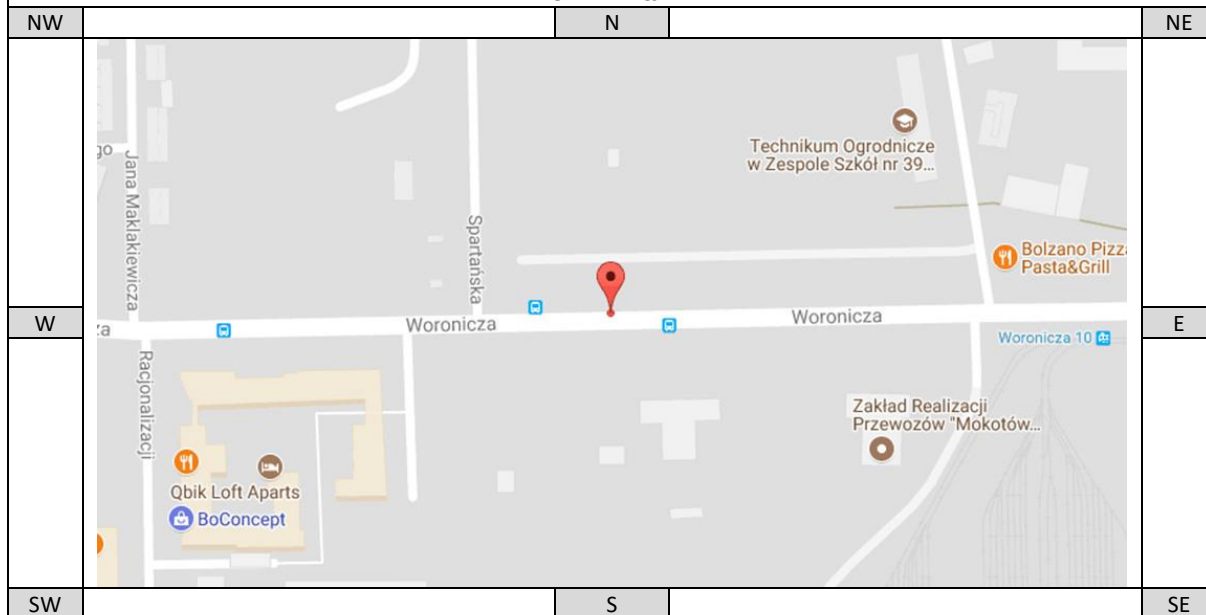 NW N NE
Technikum Ogrodnicze
w Zespole Szkół nr 39...
go
Jana Maklakiewicza
Spartańska
Bolzano Pizz
Pasta&Grill
W
za
Woronicza
Woronicza
E
Woronicza 10
Racjonalizacji
Zakład Realizacji
Przewozów "Mokotów...
Qbik Loft Aparts
BoConcept
SW S SE